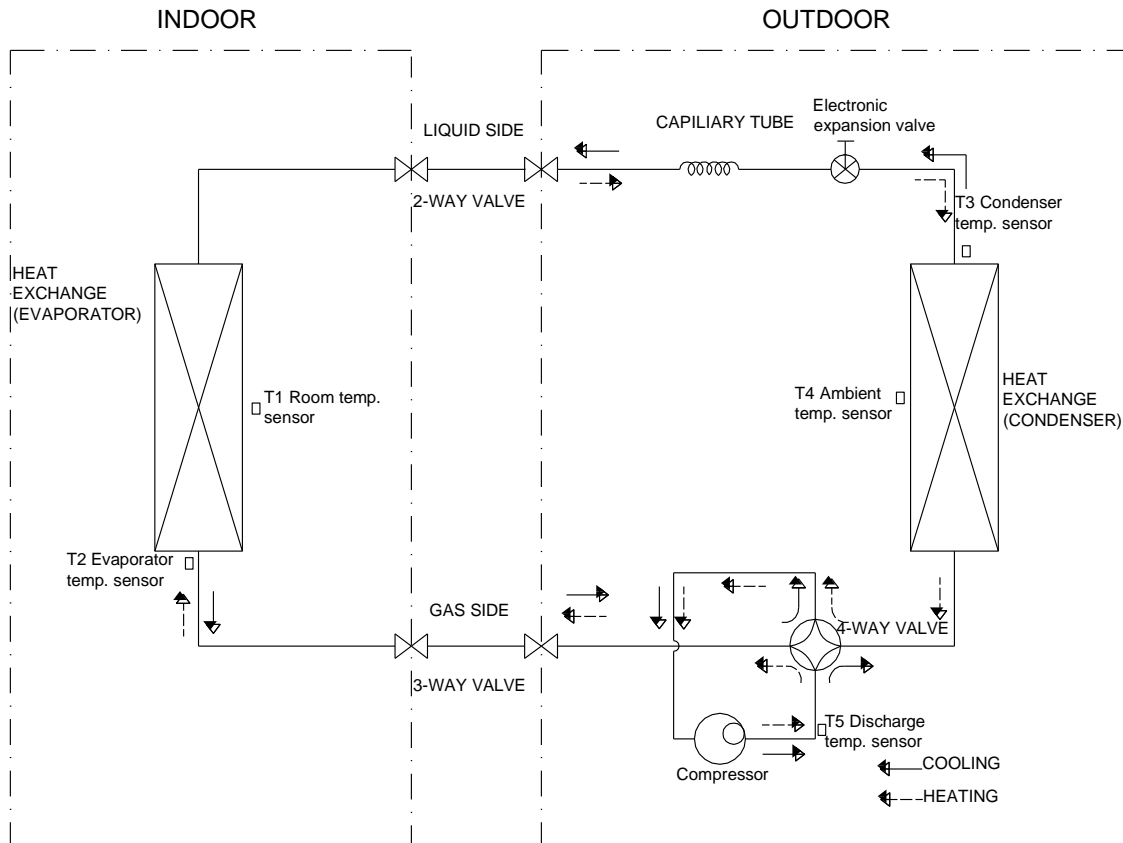 INDOOR
OUTDOOR
Electronic
expansion valve
CAPILIARY TUBE
LIQUID SIDE
2-WAY VALVE
T3 Condenser
temp. sensor
HEAT
EXCHANGE
(EVAPORATOR)
T1 Room temp.
sensor
T4 Ambient
temp. sensor
HEAT
EXCHANGE
(CONDENSER)
T2 Evaporator
temp. sensor
GAS SIDE
4-WAY VALVE
3-WAY VALVE
T5 Discharge
temp. sensor
Compressor
COOLING
HEATING